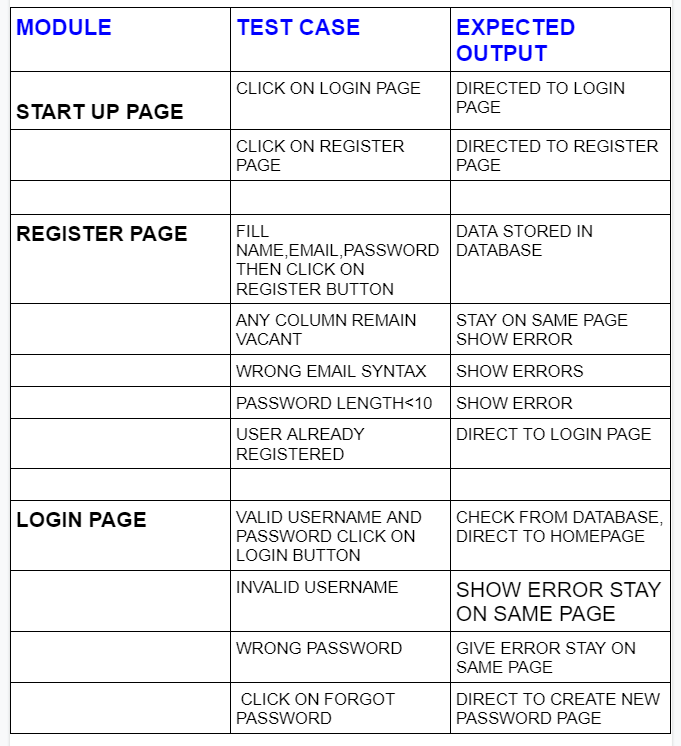 MODULE
TEST CASE
EXPECTED
OUTPUT
START UP PAGE
CLICK ON LOGIN PAGE
DIRECTED TO LOGIN
PAGE
CLICK ON REGISTER
PAGE
DIRECTED TO REGISTER
PAGE
REGISTER PAGE
FILL
NAME,EMAIL,PASSWORD
THEN CLICK ON
REGISTER BUTTON
DATA STORED IN
DATABASE
ANY COLUMN REMAIN
VACANT
STAY ON SAME PAGE
SHOW ERROR
WRONG EMAIL SYNTAX
SHOW ERRORS
PASSWORD LENGTH<10
SHOW ERROR
USER ALREADY
REGISTERED
DIRECT TO LOGIN PAGE
LOGIN PAGE
VALID USERNAME AND
PASSWORD CLICK ON
LOGIN BUTTON
CHECK FROM DATABASE,
DIRECT TO HOMEPAGE
INVALID USERNAME
SHOW ERROR STAY
ON SAME PAGE
WRONG PASSWORD
GIVE ERROR STAY ON
SAME PAGE
CLICK ON FORGOT
PASSWORD
DIRECT TO CREATE NEW
PASSWORD PAGE